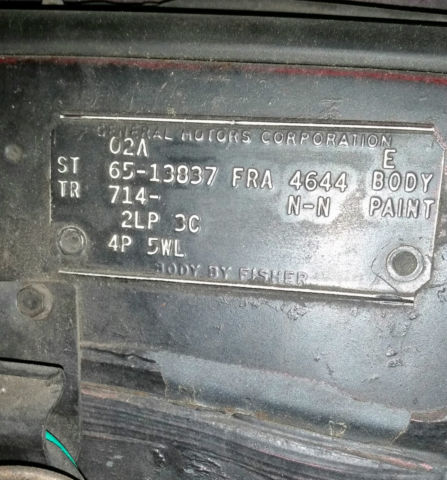 GENERAL MOTORS CORPORATION
02A E
ST 65-13837 FRA 4644 BODY
TR 714- N-N PAINT
2LP 3C
4P 5WL
BODY BY FISHER